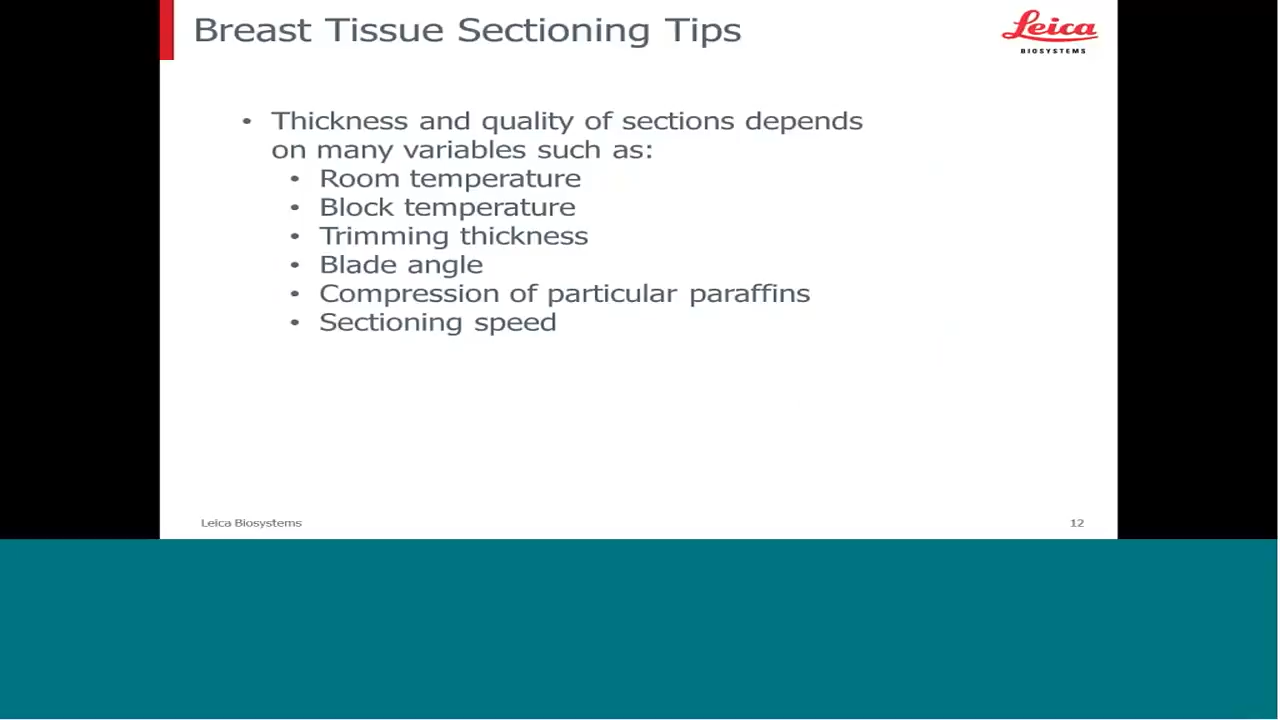 Breast Tissue Sectioning Tips
Leica
BIOSYSTEMS
• Thickness and quality of sections depends
on many variables such as:
• Room temperature
• Block temperature
• Trimming thickness
• Blade angle
• Compression of particular paraffins
• Sectioning speed
Leica Biosystems
12